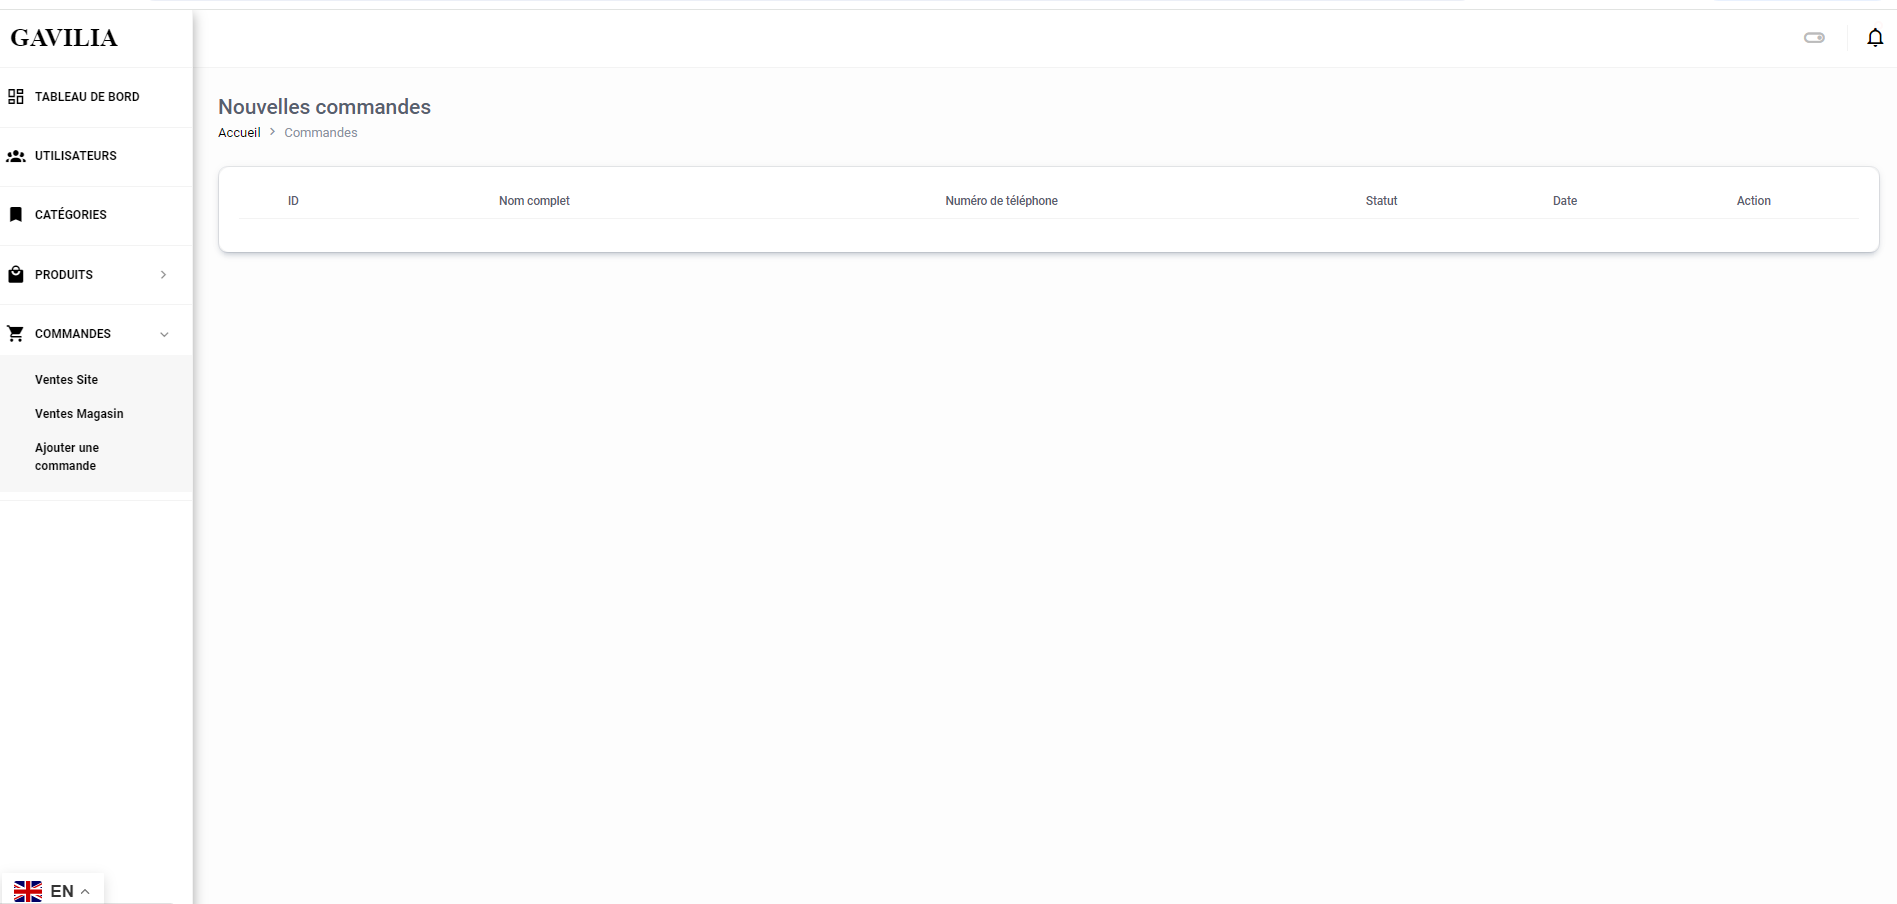 GAVILIA
TABLEAU DE BORD
UTILISATEURS
CATÉGORIES
PRODUITS
COMMANDES
Ventes Site
Ventes Magasin
Ajouter une
commande
EN
Nouvelles commandes
Accueil > Commandes
ID Nom complet Numéro de téléphone Statut Date Action